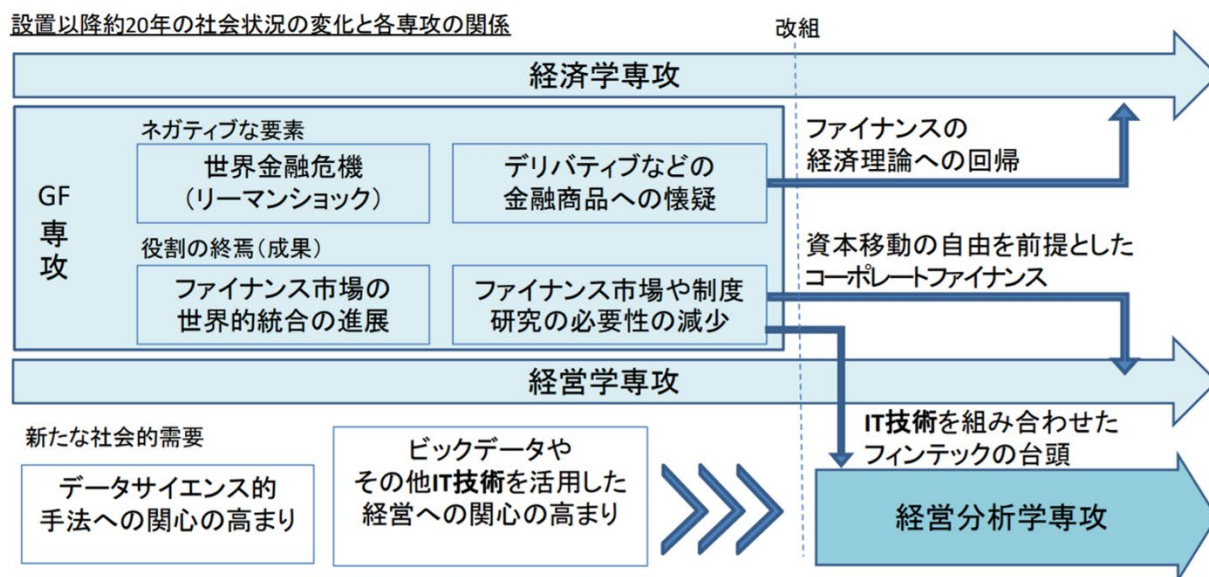 設置以降約20年の社会状況の変化と各専攻の関係
改組
経済学専攻
GF
専
攻
ネガティブな要素
世界金融危機
(リーマンショック)
デリバティブなどの
金融商品への懐疑
ファイナンスの
経済理論への回帰
役割の終焉(成果)
ファイナンス市場の
世界的統合の進展
ファイナンス市場や制度
研究の必要性の減少
資本移動の自由を前提とした
コーポレートファイナンス
経営学専攻
新たな社会的需要
データサイエンス的
手法への関心の高まり
ビックデータや
その他IT技術を活用した
経営への関心の高まり
IT技術を組み合わせた
フィンテックの台頭
経営分析学専攻